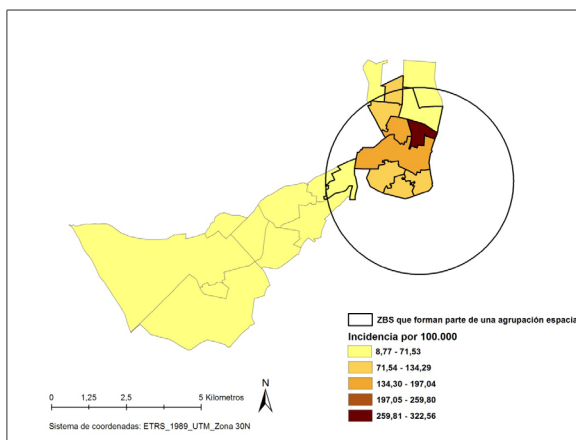 ZBS que forman parte de una agrupación espacia
Incidencia por 100.000
8,77 - 71,53
71,54 - 134,29
134,30 - 197,04
197,05 - 259,80
259,81 - 322,56
N
0 1,25 2,5 5 Kilometros
Sistema de coordenadas: ETRS_1989_UTM_Zona 30N